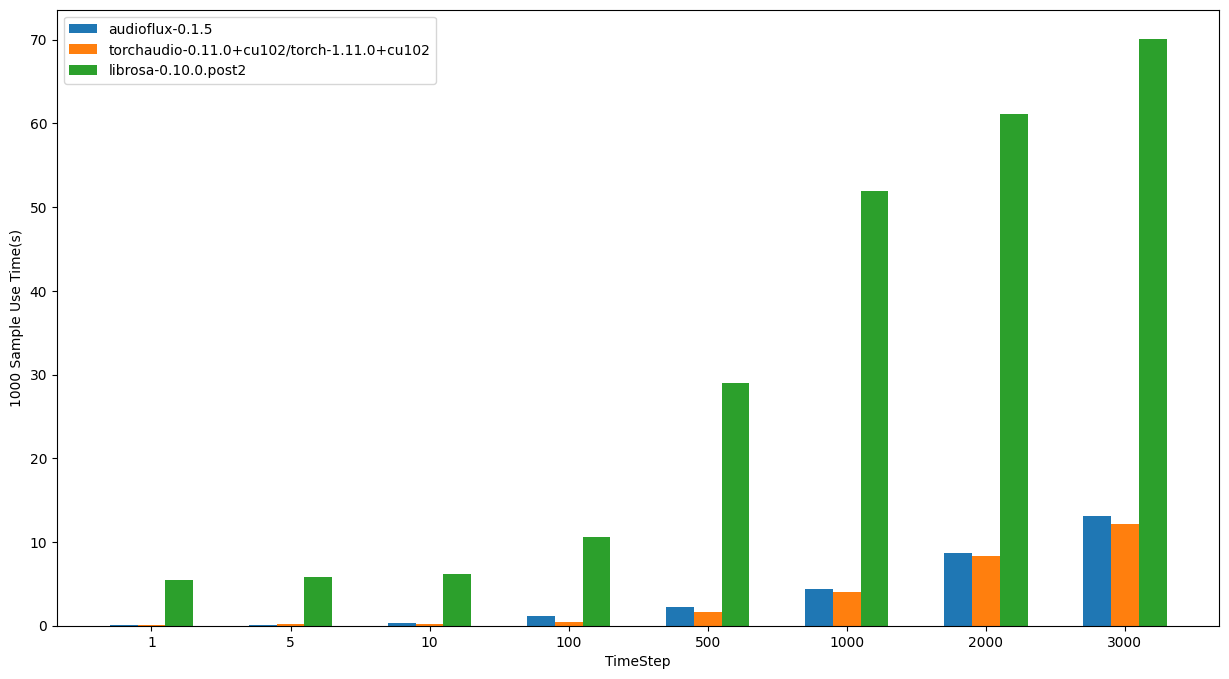 audioflux-0.1.5
torchaudio-0.11.0+cu102/torch-1.11.0+cu102
librosa-0.10.0.post2
70
60
50
40
30
20
10
0
1000 Sample Use Time(s)
1 5 10 100 500 1000 2000 3000
TimeStep